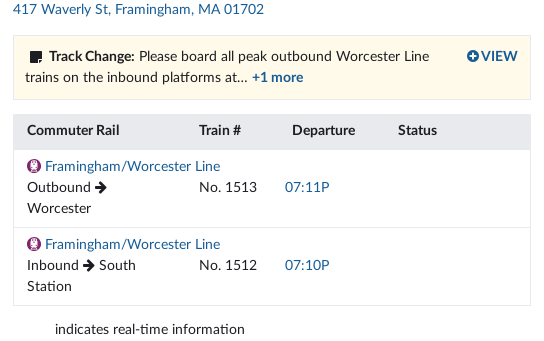 417 Waverly St, Framingham, MA 01702
Track Change: Please board all peak outbound Worcester Line VIEW
trains on the inbound platforms at... +1 more
Commuter Rail Train # Departure Status
Framingham/Worcester Line
Outbound → No. 1513 07:11P
Worcester
Framingham/Worcester Line
Inbound → South No. 1512 07:10P
Station
indicates real-time information